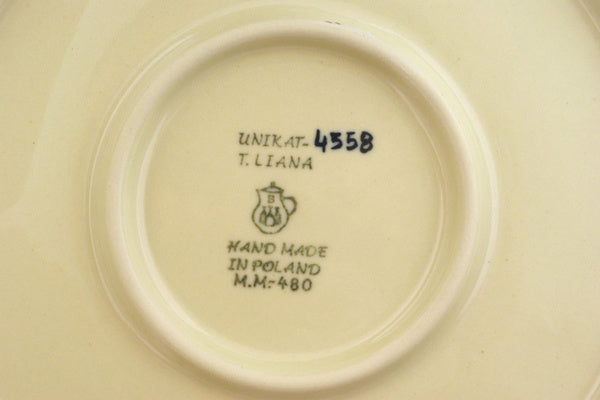 UNIKAT-4558
T. LIANA
B
HAND MADE
IN POLAND
M.M.-480